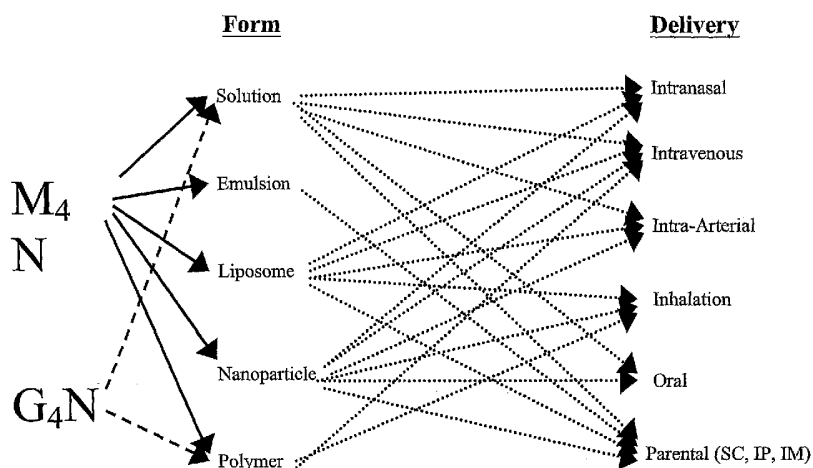 Form
Delivery
Solution
Intranasal
Emulsion
Intravenous
M4
N
Liposome
Intra-Arterial
Inhalation
Nanoparticle
Oral
G4N
Polymer
Parental (SC, IP, IM)